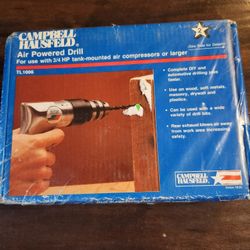 CAMPBELL
HAUSFELD
Air Powered Drill
For use with 3/4 HP tank-mounted air compressors or larger
TL1006
• Complete DIY and
automotive drilling jobs
faster.
• Use on wood, soft metals,
masonry, drywall and
plastics.
• Can be used with a wide
variety of drill bits.
• Rear exhaust blows air away
from work area increasing
safety.
CAMPBELL
HAUSFELD